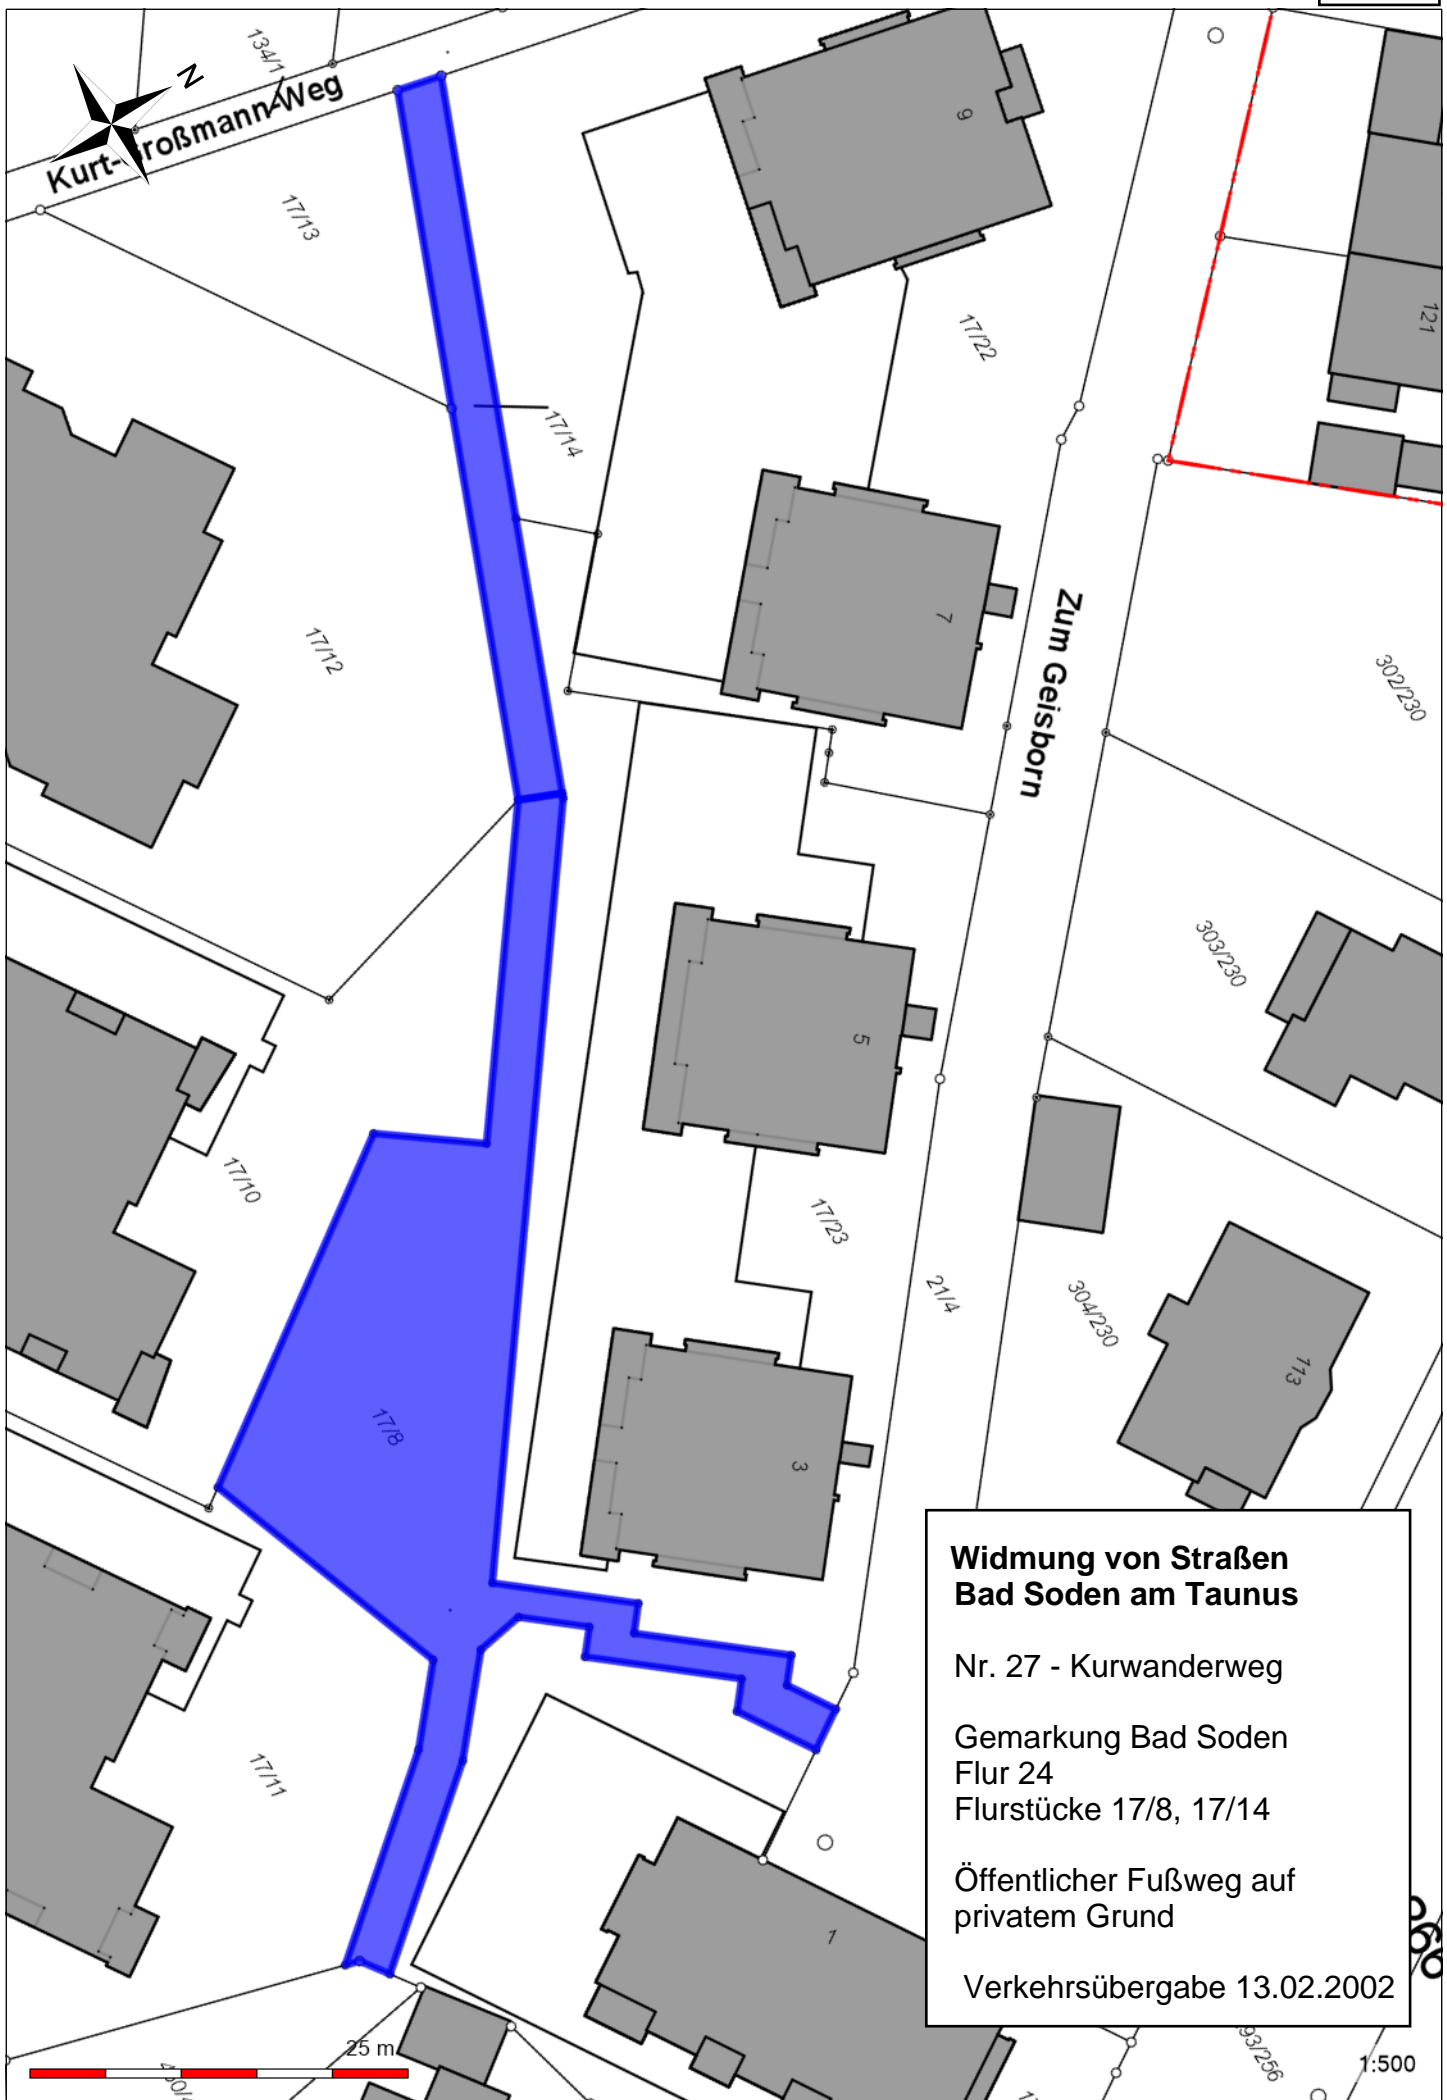 134/1
N
Kurt-Großmann-Weg
17/13
9
17/22
121
17/14
7
Zum Geisborn
17/12
302/230
303/230
5
17/10
17/23
21/4
304/230
113
17/8
3
Widmung von Straßen
Bad Soden am Taunus
Nr. 27 - Kurwanderweg
Gemarkung Bad Soden
Flur 24
Flurstücke 17/8, 17/14
Öffentlicher Fußweg auf
privatem Grund
Verkehrsübergabe 13.02.2002
17/11
1
25 m
1:500